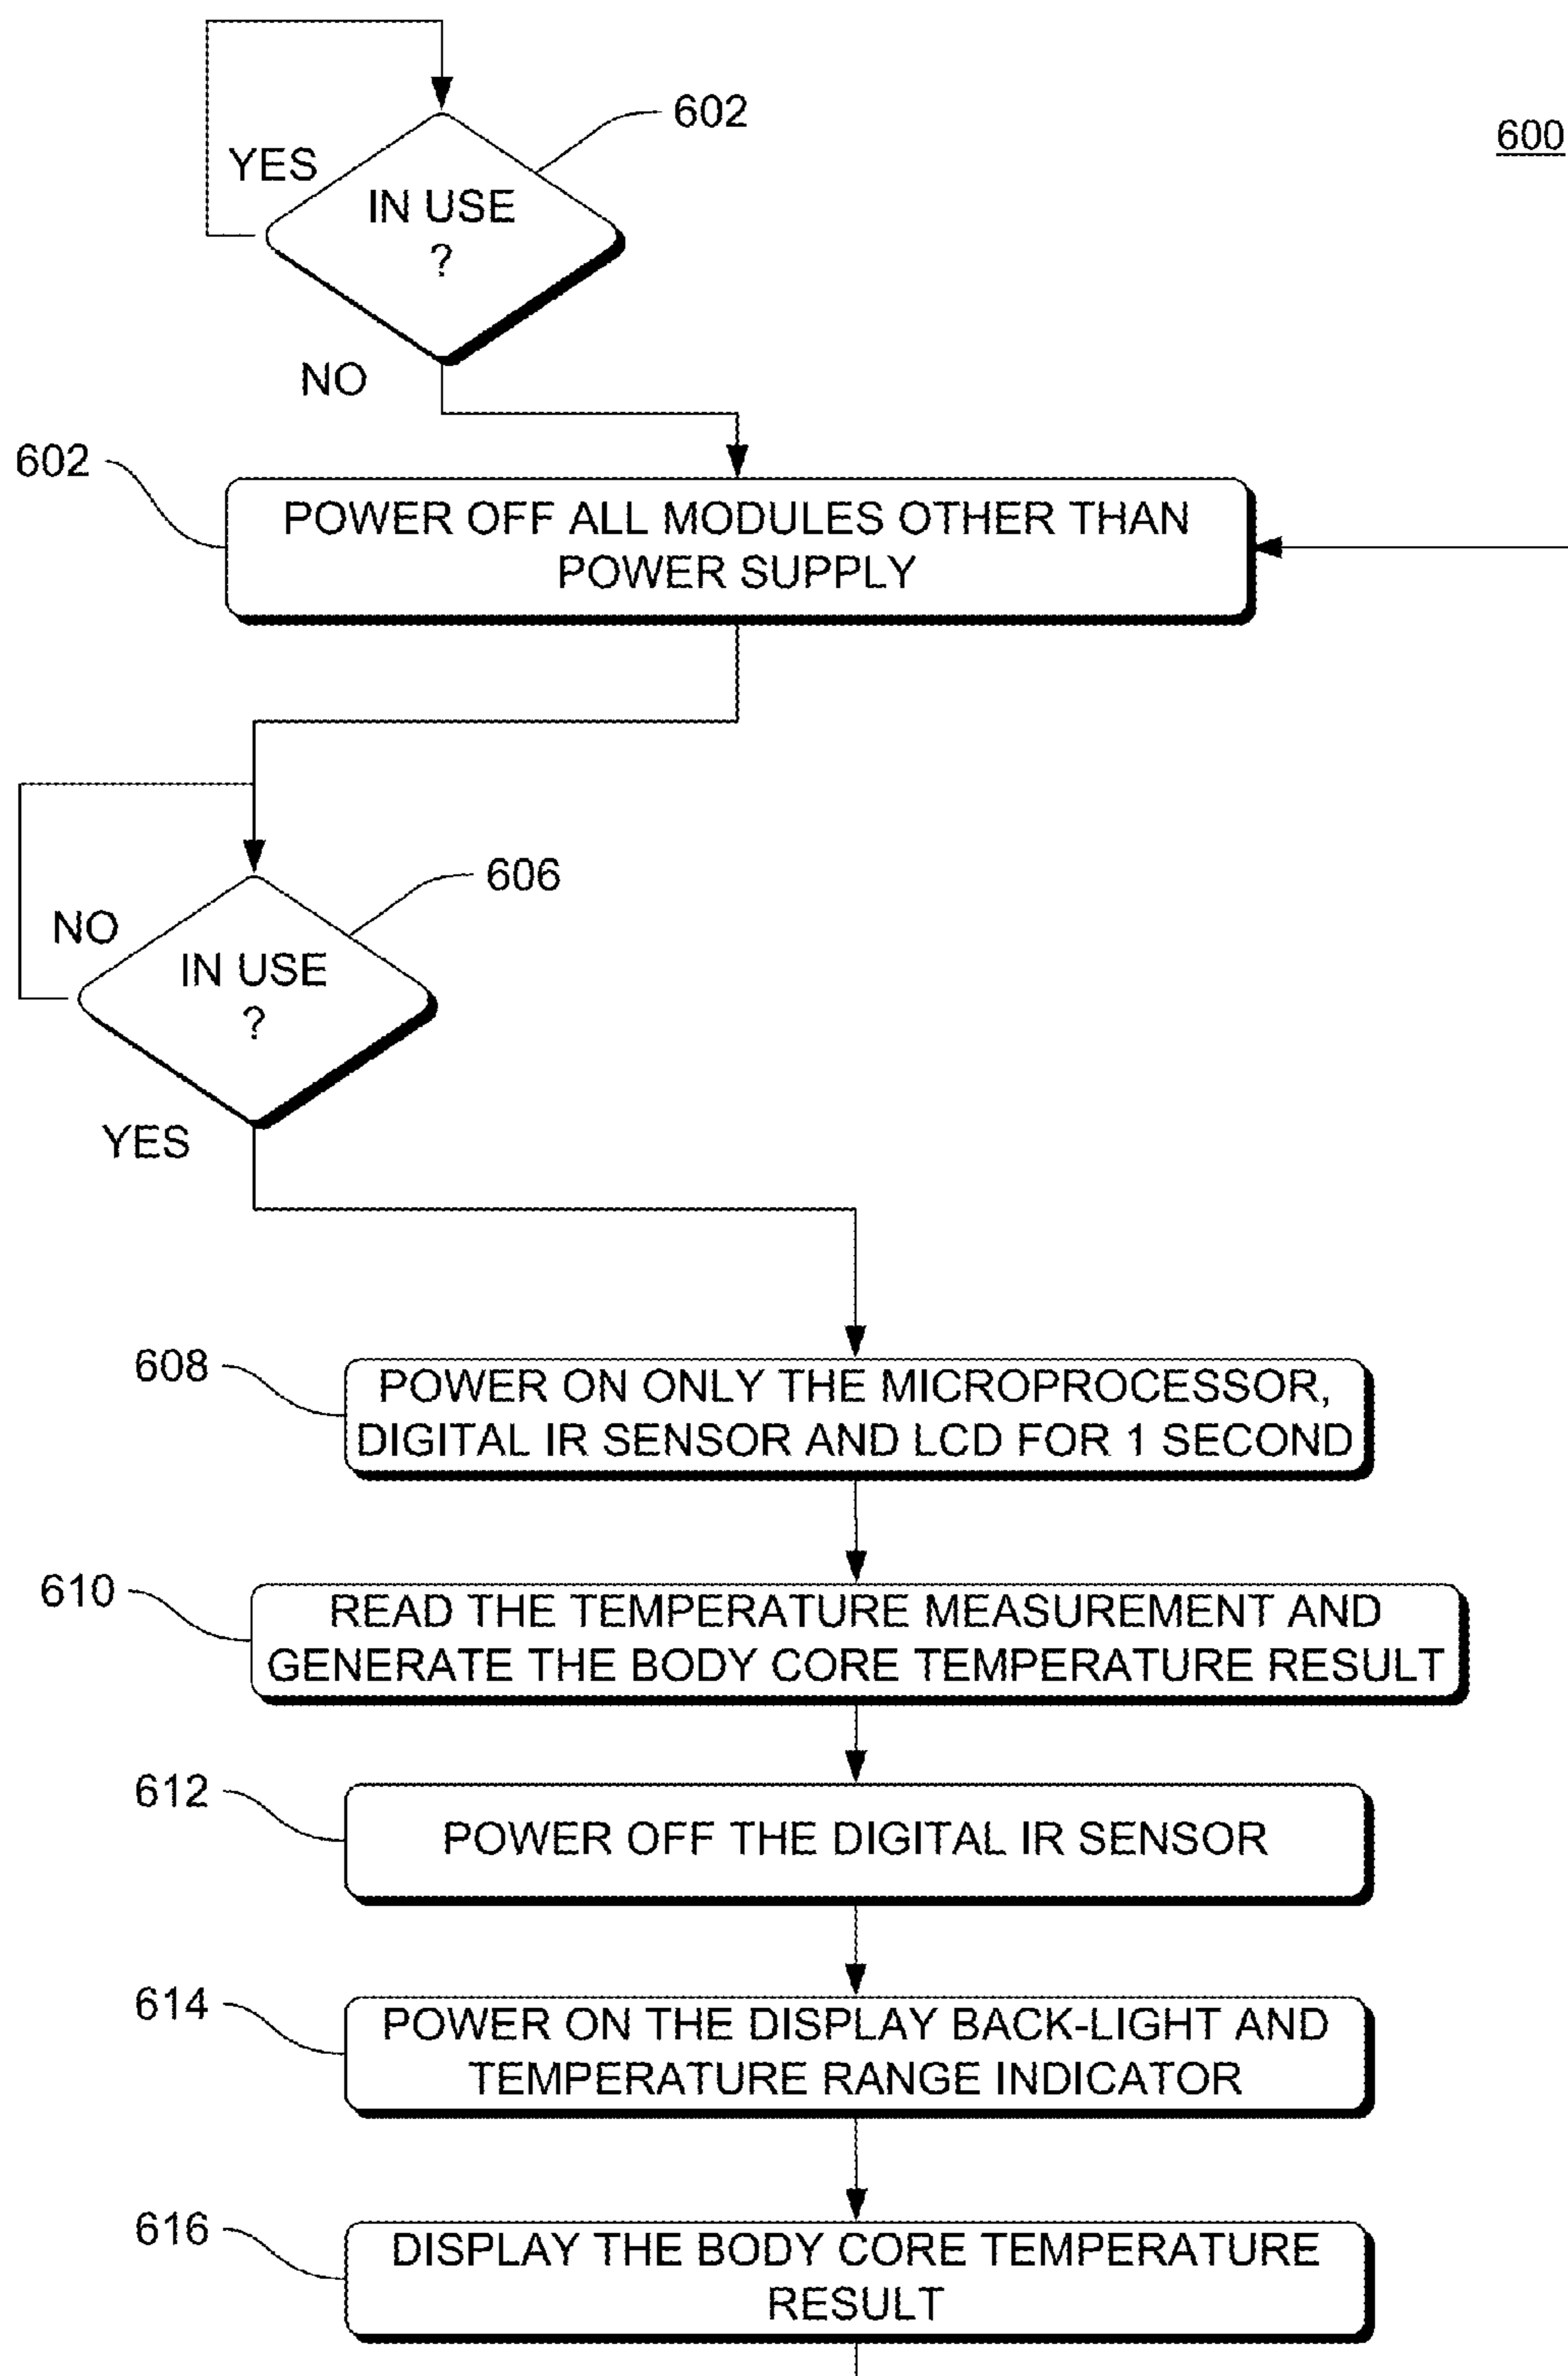 600
602
YES
IN USE
?
NO
602
POWER OFF ALL MODULES OTHER THAN
POWER SUPPLY
606
NO
IN USE
?
YES
608
POWER ON ONLY THE MICROPROCESSOR,
DIGITAL IR SENSOR AND LCD FOR 1 SECOND
610
READ THE TEMPERATURE MEASUREMENT AND
GENERATE THE BODY CORE TEMPERATURE RESULT
612
POWER OFF THE DIGITAL IR SENSOR
614
POWER ON THE DISPLAY BACK-LIGHT AND
TEMPERATURE RANGE INDICATOR
616
DISPLAY THE BODY CORE TEMPERATURE
RESULT